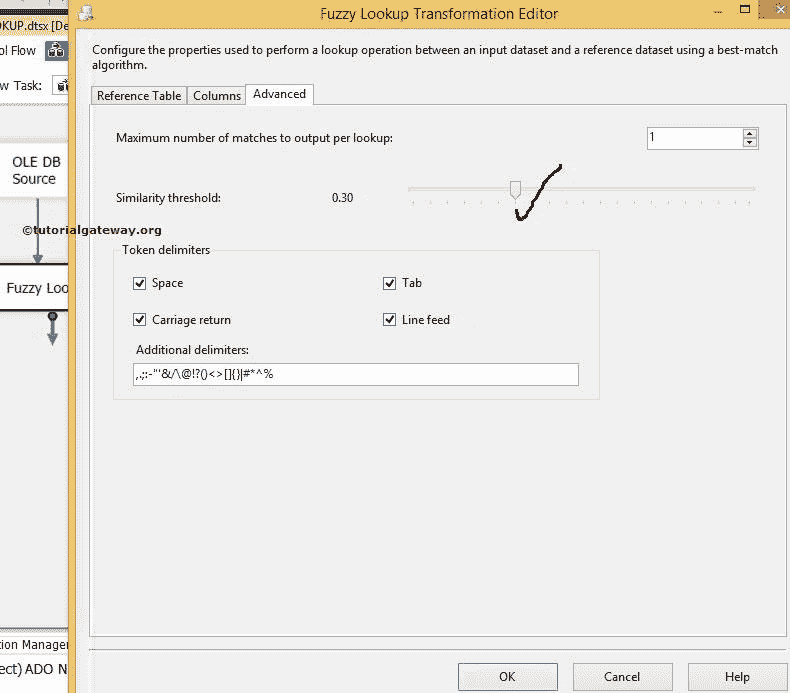 Fuzzy Lookup Transformation Editor
OKUP.dtsx [De
ol Flow
Configure the properties used to perform a lookup operation between an input dataset and a reference dataset using a best-match
algorithm.
w Task:
Reference Table
Columns
Advanced
Maximum number of matches to output per lookup:
1
OLE DB
Source
Similarity threshold:
0.30
©tutorialgateway.org
Token delimiters
Space
Tab
Fuzzy Loo
Carriage return
Line feed
Additional delimiters:
,.;:-"'&/\@!?()<>[]{}|#*^%
tion Manager
ect) ADO N
OK
Cancel
Help